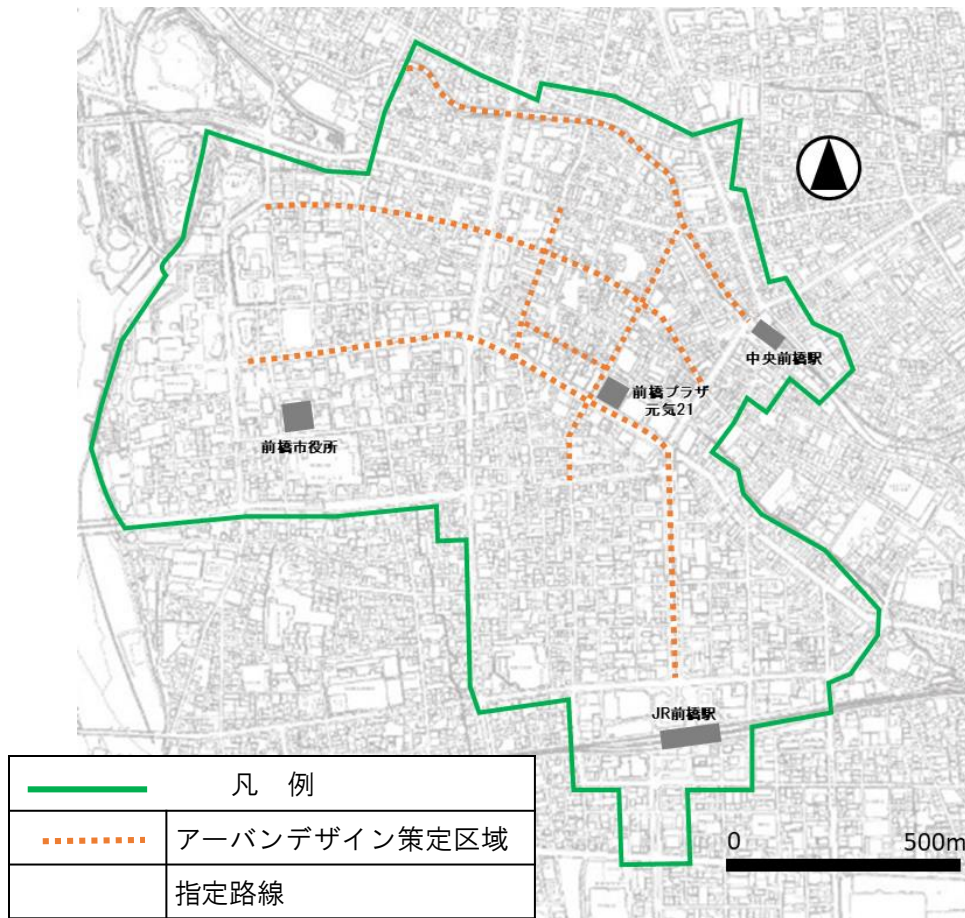 中央前橋駅
前橋プラザ
元気21
前橋市役所
JR前橋駅
凡 例
アーバンデザイン策定区域
指定路線
0 500m